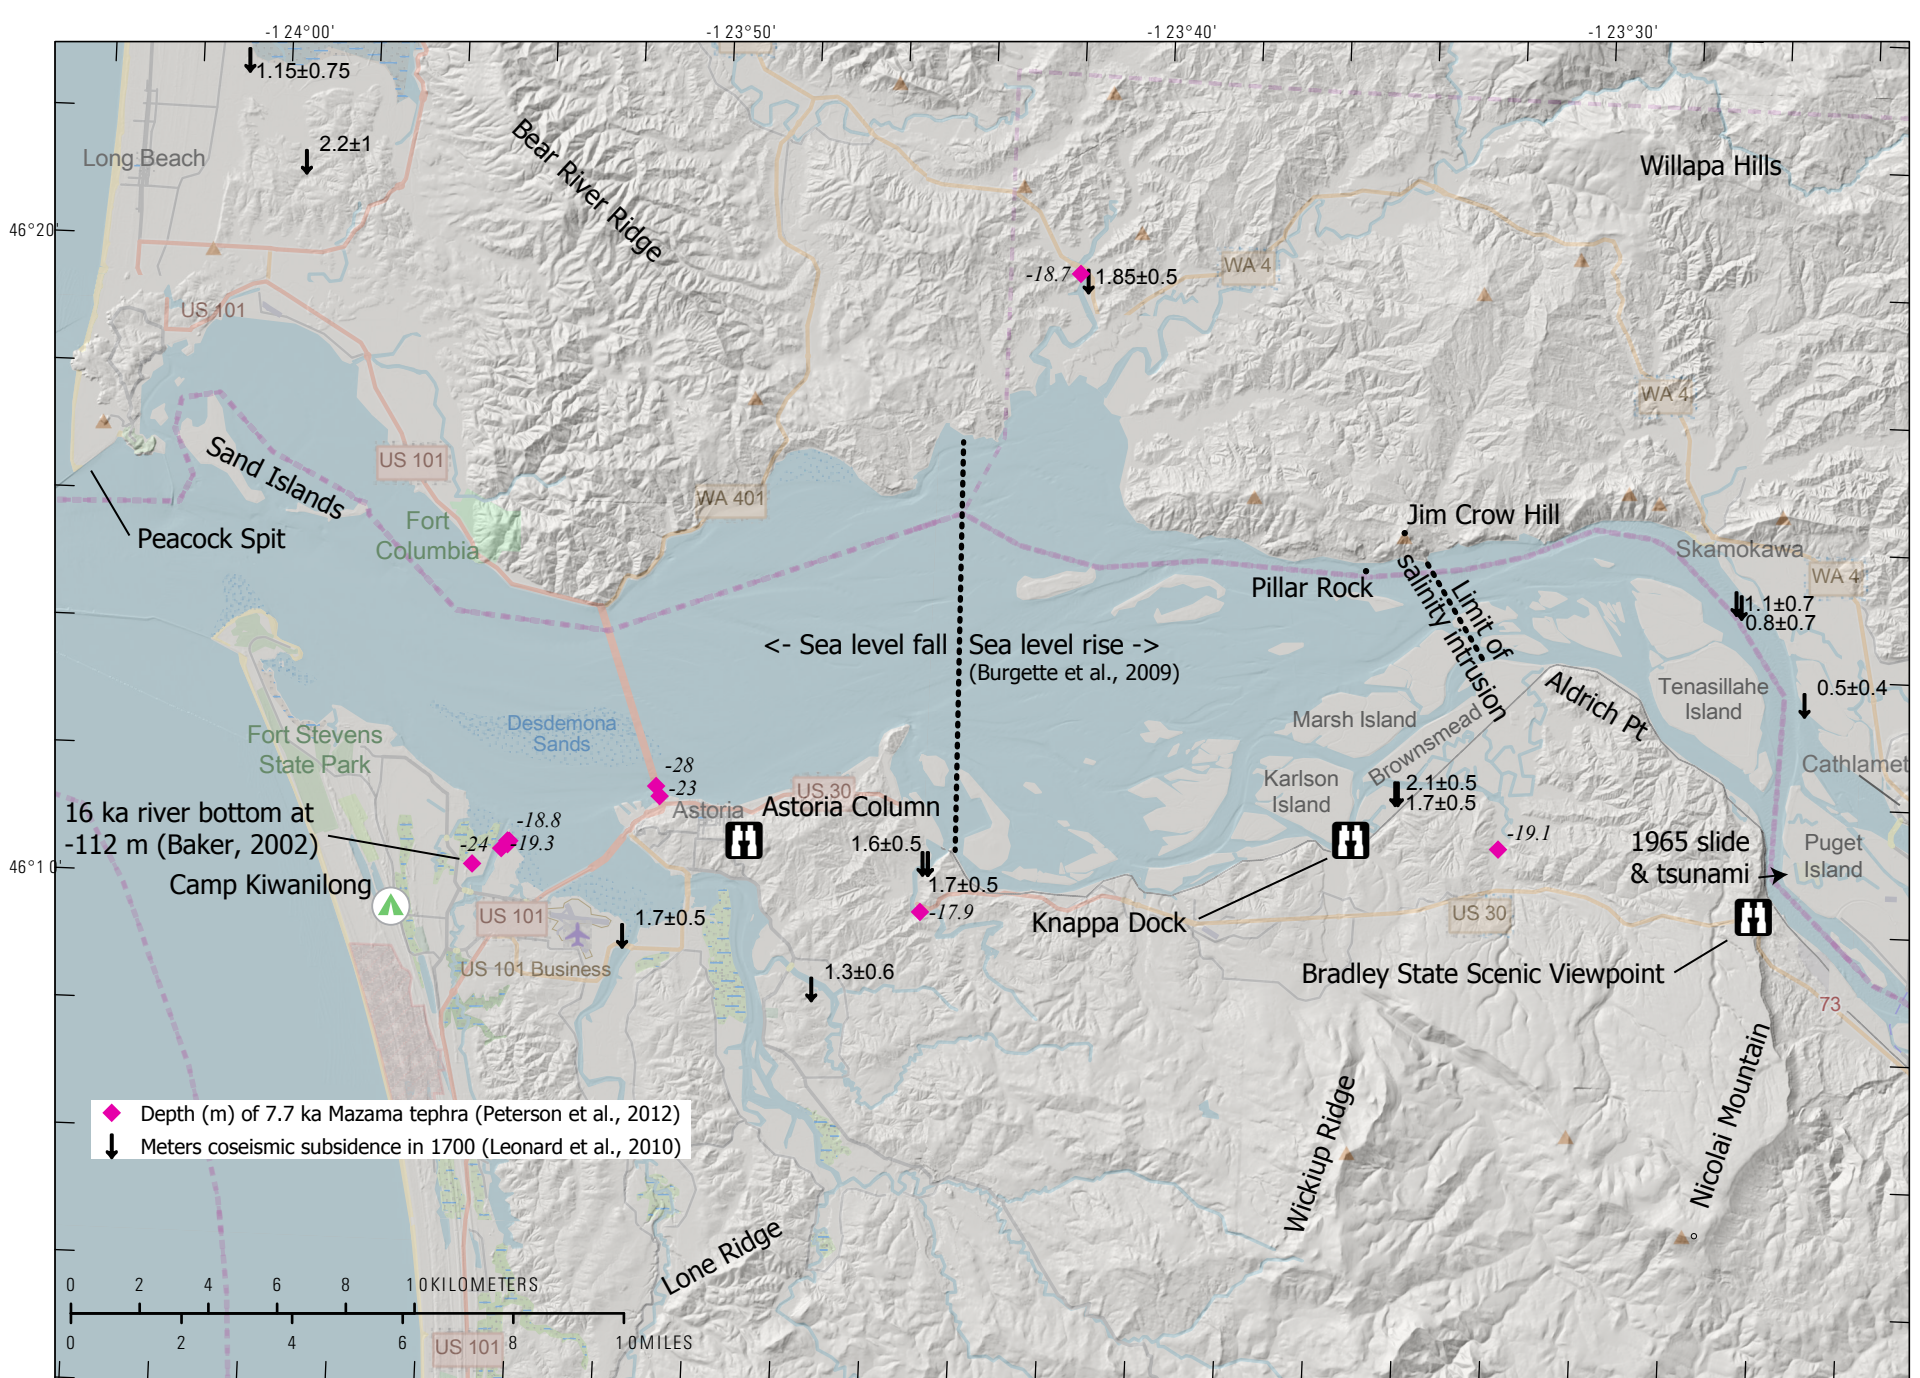 -124°00'
-123°50'
-123°40'
-123°30'
1.15±0.75
2.2±1
Long Beach
Bear River Ridge
Willapa Hills
46°20'
-18.7
1.85±0.5
WA 4
US 101
WA 4
Sand Islands
US 101
WA 401
Peacock Spit
Fort
Columbia
Jim Crow Hill
Skamokawa
WA 4
Pillar Rock
Limit of
salinity intrusion
1.1±0.7
0.8±0.7
<- Sea level fall
Sea level rise ->
(Burgette et al., 2009)
Aldrich Pt
Tenasillahe
Island
0.5±0.4
Fort Stevens
State Park
Desdemona
Sands
Marsh Island
Brownsmead
Karlson
Island
Cathlamet
-28
-23
US 30
Astoria
Astoria Column
2.1±0.5
1.7±0.5
16 ka river bottom at
-112 m (Baker, 2002)
-18.8
-19.3
-24
1.6±0.5
1.7±0.5
-19.1
1965 slide
& tsunami
Puget
Island
46°10'
Camp Kiwanilong
US 101
1.7±0.5
-17.9
Knappa Dock
US 30
US 101 Business
1.3±0.6
Bradley State Scenic Viewpoint
73
Depth (m) of 7.7 ka Mazama tephra (Peterson et al., 2012)
Meters coseismic subsidence in 1700 (Leonard et al., 2010)
Wickiup Ridge
Nicolai Mountain
Lone Ridge
0 2 4 6 8 10 KILOMETERS
0 2 4 6 8 10 MILES
US 101